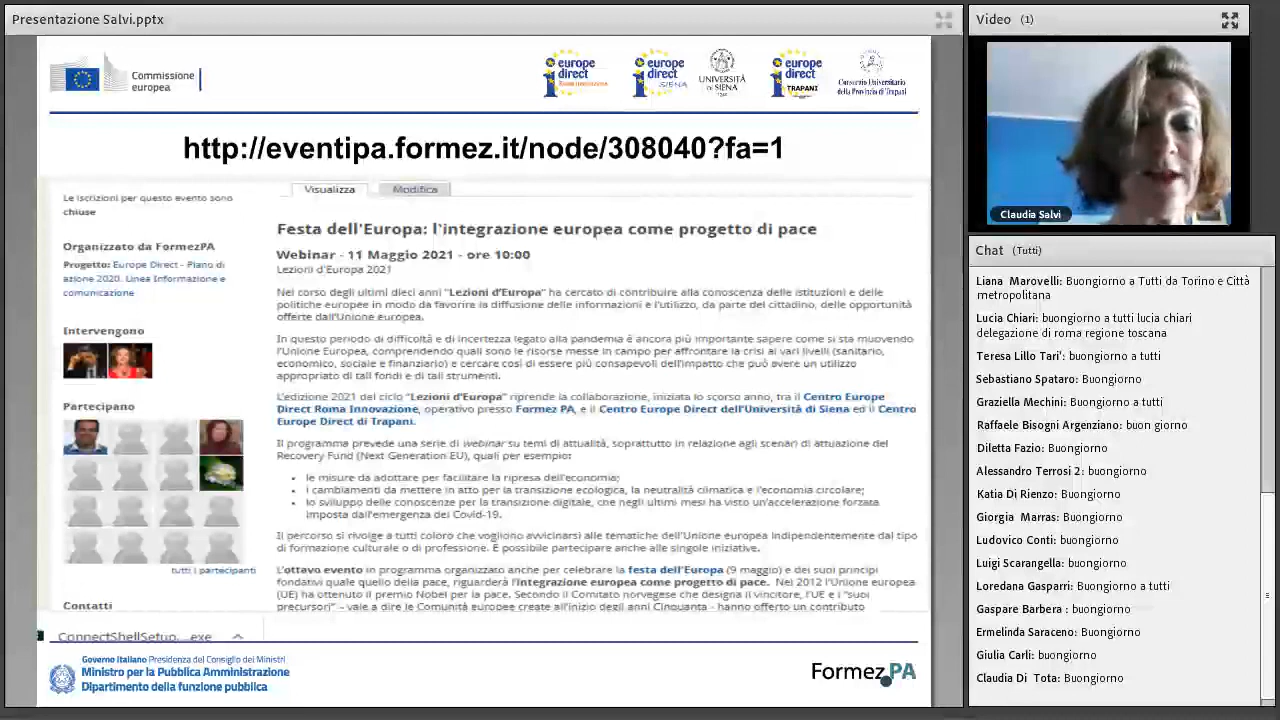 Presentazione Salvi.pptx
Commissione
europea
europe
direct
Roma Innovazione
europe
direct
SIENA
UNIVERSITÀ
DI SIENA
1240
europe
direct
TRAPANI
Consorzio Universitario
della Provincia di Trapani
http://eventipa.formez.it/node/308040?fa=1
Visualizza
Modifica
Le iscrizioni per questo evento sono
chiuse
Organizzato da FormezPA
Progetto: Europe Direct - Piano di
azione 2020. Linea Informazione e
comunicazione
Intervengono
Partecipano
tutti i partecipanti
Contatti
Festa dell'Europa: l'integrazione europea come progetto di pace
Webinar - 11 Maggio 2021 - ore 10:00
Lezioni d'Europa 2021
Nel corso degli ultimi dieci anni "Lezioni d'Europa" ha cercato di contribuire alla conoscenza delle istituzioni e delle
politiche europee in modo da favorire la diffusione delle informazioni e l'utilizzo, da parte del cittadino, delle opportunità
offerte dall'Unione europea.
In questo periodo di difficoltà e di incertezza legato alla pandemia è ancora più importante sapere come si sta muovendo
l'Unione Europea, comprendendo quali sono le risorse messe in campo per affrontare la crisi ai vari livelli (sanitario,
economico, sociale e finanziario) e cercare così di essere più consapevoli dell'impatto che può avere un utilizzo
appropriato di tali fondi e di tali strumenti.
L'edizione 2021 del ciclo "Lezioni d'Europa" riprende la collaborazione, iniziata lo scorso anno, tra il Centro Europe
Direct Roma Innovazione, operativo presso Formez PA, e il Centro Europe Direct dell'Università di Siena ed il Centro
Europe Direct di Trapani.
Il programma prevede una serie di webinar su temi di attualità, soprattutto in relazione agli scenari di attuazione del
Recovery Fund (Next Generation EU), quali per esempio:
• le misure da adottare per facilitare la ripresa dell'economia;
• i cambiamenti da mettere in atto per la transizione ecologica, la neutralità climatica e l'economia circolare;
• lo sviluppo delle conoscenze per la transizione digitale, che negli ultimi mesi ha visto un'accelerazione forzata
imposta dall'emergenza del Covid-19.
Il percorso si rivolge a tutti coloro che vogliono avvicinarsi alle tematiche dell'Unione europea indipendentemente dal tipo
di formazione culturale o di professione. È possibile partecipare anche alle singole iniziative.
L'ottavo evento in programma organizzato anche per celebrare la festa dell'Europa (9 maggio) e dei suoi principi
fondativi quale quello della pace, riguarderà l'integrazione europea come progetto di pace. Nel 2012 l'Unione europea
(UE) ha ottenuto il premio Nobel per la pace. Secondo il Comitato norvegese che designa il vincitore, l'UE e i "suoi
precursori" – vale a dire le Comunità europee create all'inizio degli anni Cinquanta - hanno offerto un contributo
ConnectShellSetup....exe
Governo Italiano Presidenza del Consiglio dei Ministri
Ministro per la Pubblica Amministrazione
Dipartimento della funzione pubblica
Formez PA
Video (1)
Claudia Salvi
Chat (Tutti)
Liana Marovelli: Buongiorno a Tutti da Torino e Città
metropolitana
Lucia Chiari: buongiorno a tutti lucia chiari
delegazione di roma regione toscana
Teresa Lillo Tari': buongiorno a tutti
Sebastiano Spataro: Buongiorno
Graziella Mechini: Buongiorno a tutti
Raffaele Bisogni Argenziano: buon giorno
Diletta Fazio: Buongiorno
Alessandro Terrosi 2: buongiorno
Katia Di Rienzo: Buongiorno
Giorgia Marras: Buongiorno
Ludovico Conti: buongiorno
Luigi Scarangella: buongiorno
Loredana Gasparri: Buongiorno a tutti
Gaspare Barbera : buongiorno
Ermelinda Saraceno: Buongiorno
Giulia Carli: buongiorno
Claudia Di Tota: Buongiorno